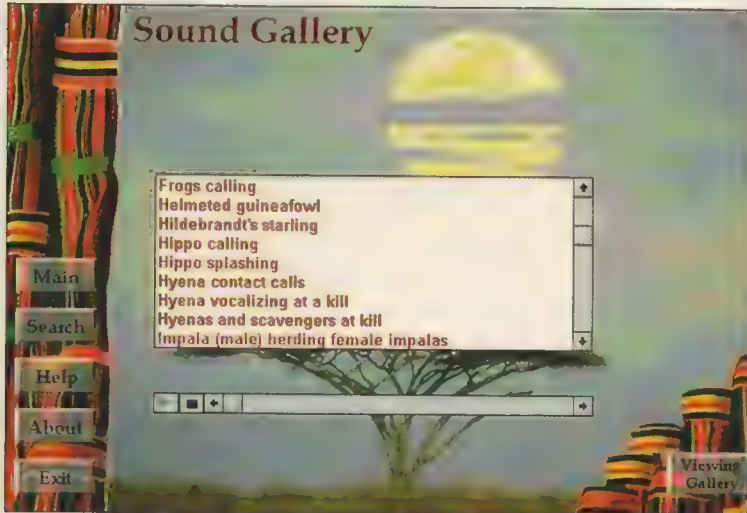 Sound Gallery
Frogs calling
Helmeted guineafowl
Hildebrandt's starling
Hippo calling
Hippo splashing
Hyena contact calls
Hyena vocalizing at a kill
Hyenas and scavengers at kill
Impala (male) herding female impalas
Main
Search
Help
About
Exit
Viewing
Gallery